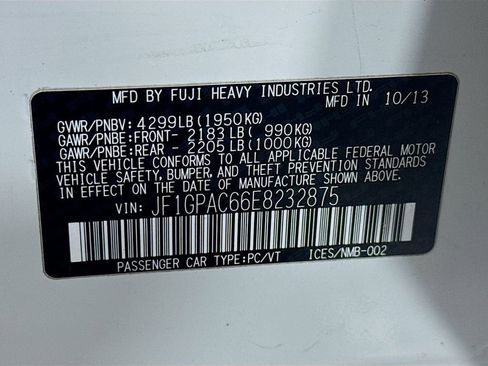 MFD BY FUJI HEAVY INDUSTRIES LTD.
MFD IN 10/13
GVWR/PNBV: 4299LB(1950KG)
GAWR/PNBE:FRONT- 2183LB( 990KG)
GAWR/PNBE:REAR - 2205LB(1000KG)
THIS VEHICLE CONFORMS TO ALL APPLICABLE FEDERAL MOTOR
VEHICLE SAFETY, BUMPER, AND THEFT PREVENTION STANDARDS
IN EFFECT ON THE DATE OF MANUFACTURE SHOWN ABOVE.
VIN: JF1GPAC66E8232875
PASSENGER CAR TYPE:PC/VT ICES/NMB-002